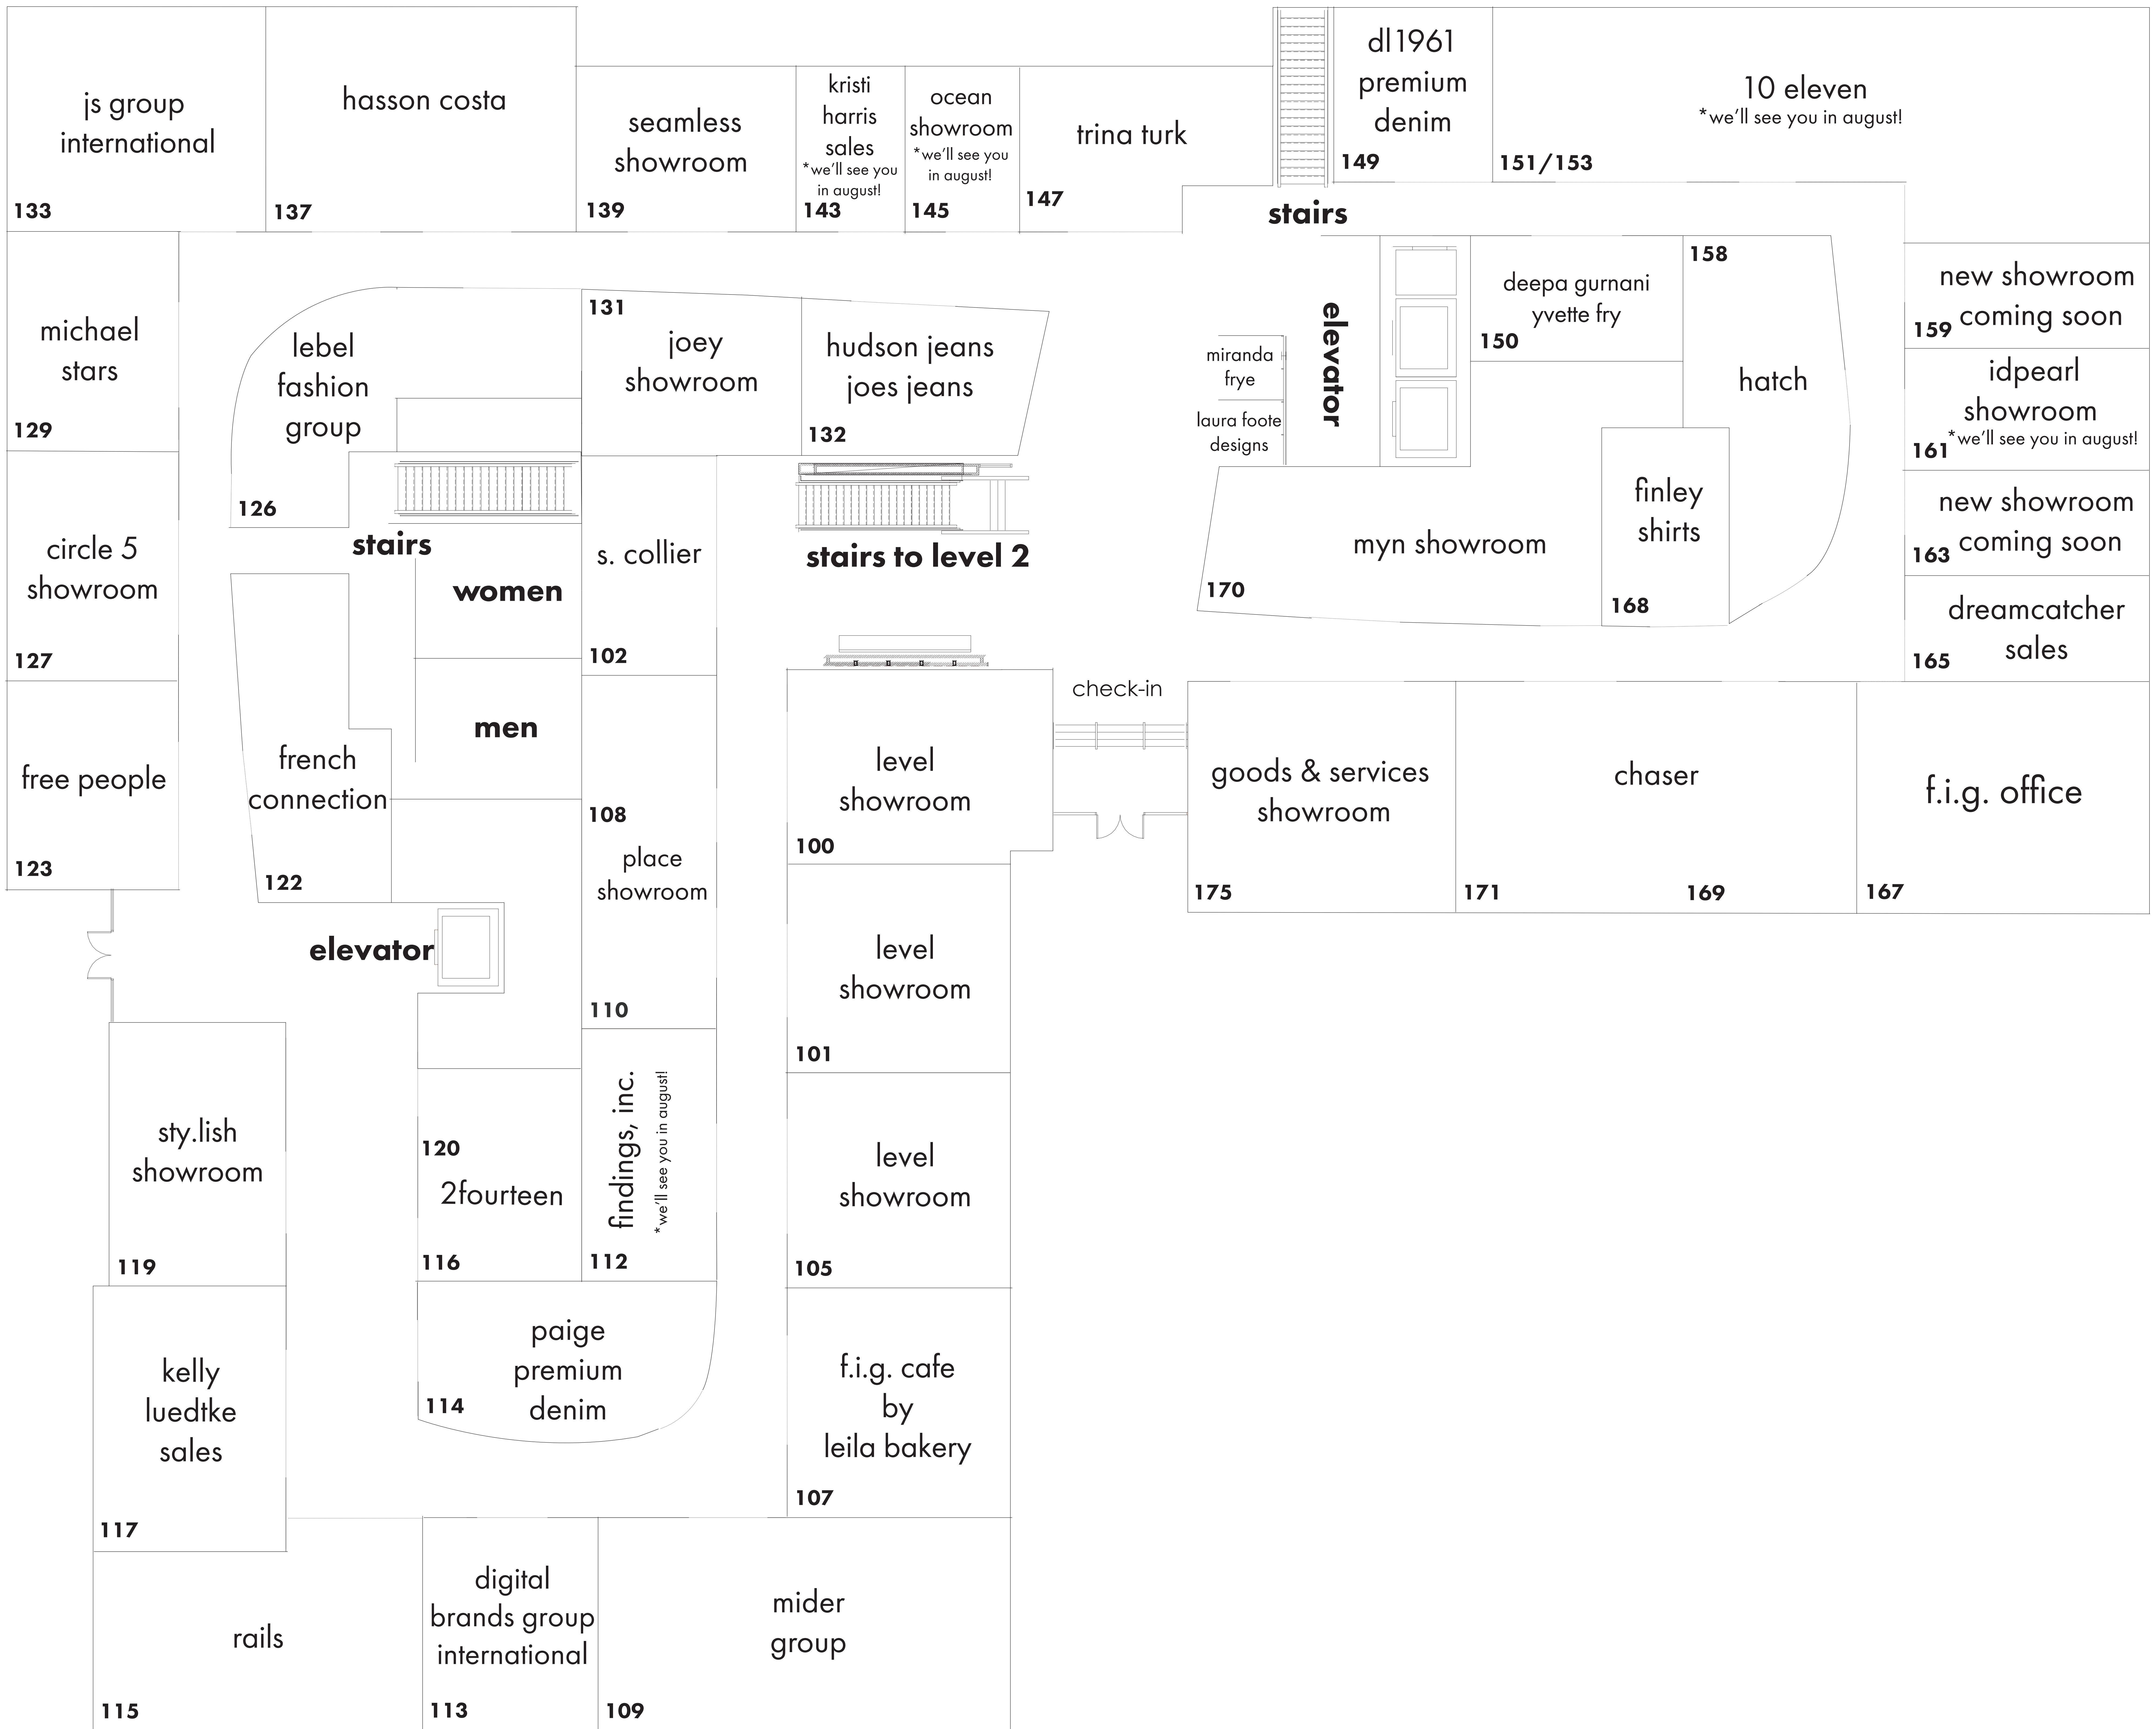 js group
international
133
hasson costa
137
seamless
showroom
139
kristi
harris
sales
*we'll see you
in august!
143
ocean
showroom
*we'll see you
in august!
145
trina turk
147
stairs
dl1961
premium
denim
149
10 eleven
*we'll see you in august!
151/153
michael
stars
129
lebel
fashion
group
126
131
joey
showroom
hudson jeans
joes jeans
132
miranda
frye
laura foote
designs
elevator
deepa gurnani
yvette fry
150
158
hatch
new showroom
159 coming soon
idpearl
showroom
161 *we'll see you in august!
new showroom
163 coming soon
dreamcatcher
sales
165
circle 5
showroom
127
stairs
women
men
s. collier
102
stairs to level 2
myn showroom
170
finley
shirts
168
free people
123
french
connection
122
108
place
showroom
110
level
showroom
100
check-in
goods & services
showroom
175
chaser
171
169
f.i.g. office
167
elevator
level
showroom
101
sty.lish
showroom
119
120
2fourteen
116
findings, inc.
*we'll see you in august!
112
level
showroom
105
kelly
luedtke
sales
117
paige
premium
denim
114
f.i.g. cafe
by
leila bakery
107
rails
115
digital
brands group
international
113
mider
group
109